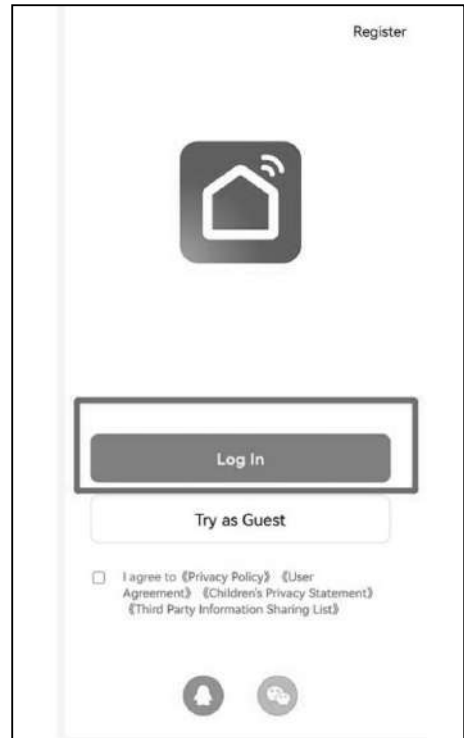 Register
Log In
Try as Guest
I agree to 《Privacy Policy》 《User
Agreement》 《Children's Privacy Statement》
《Third Party Information Sharing List》